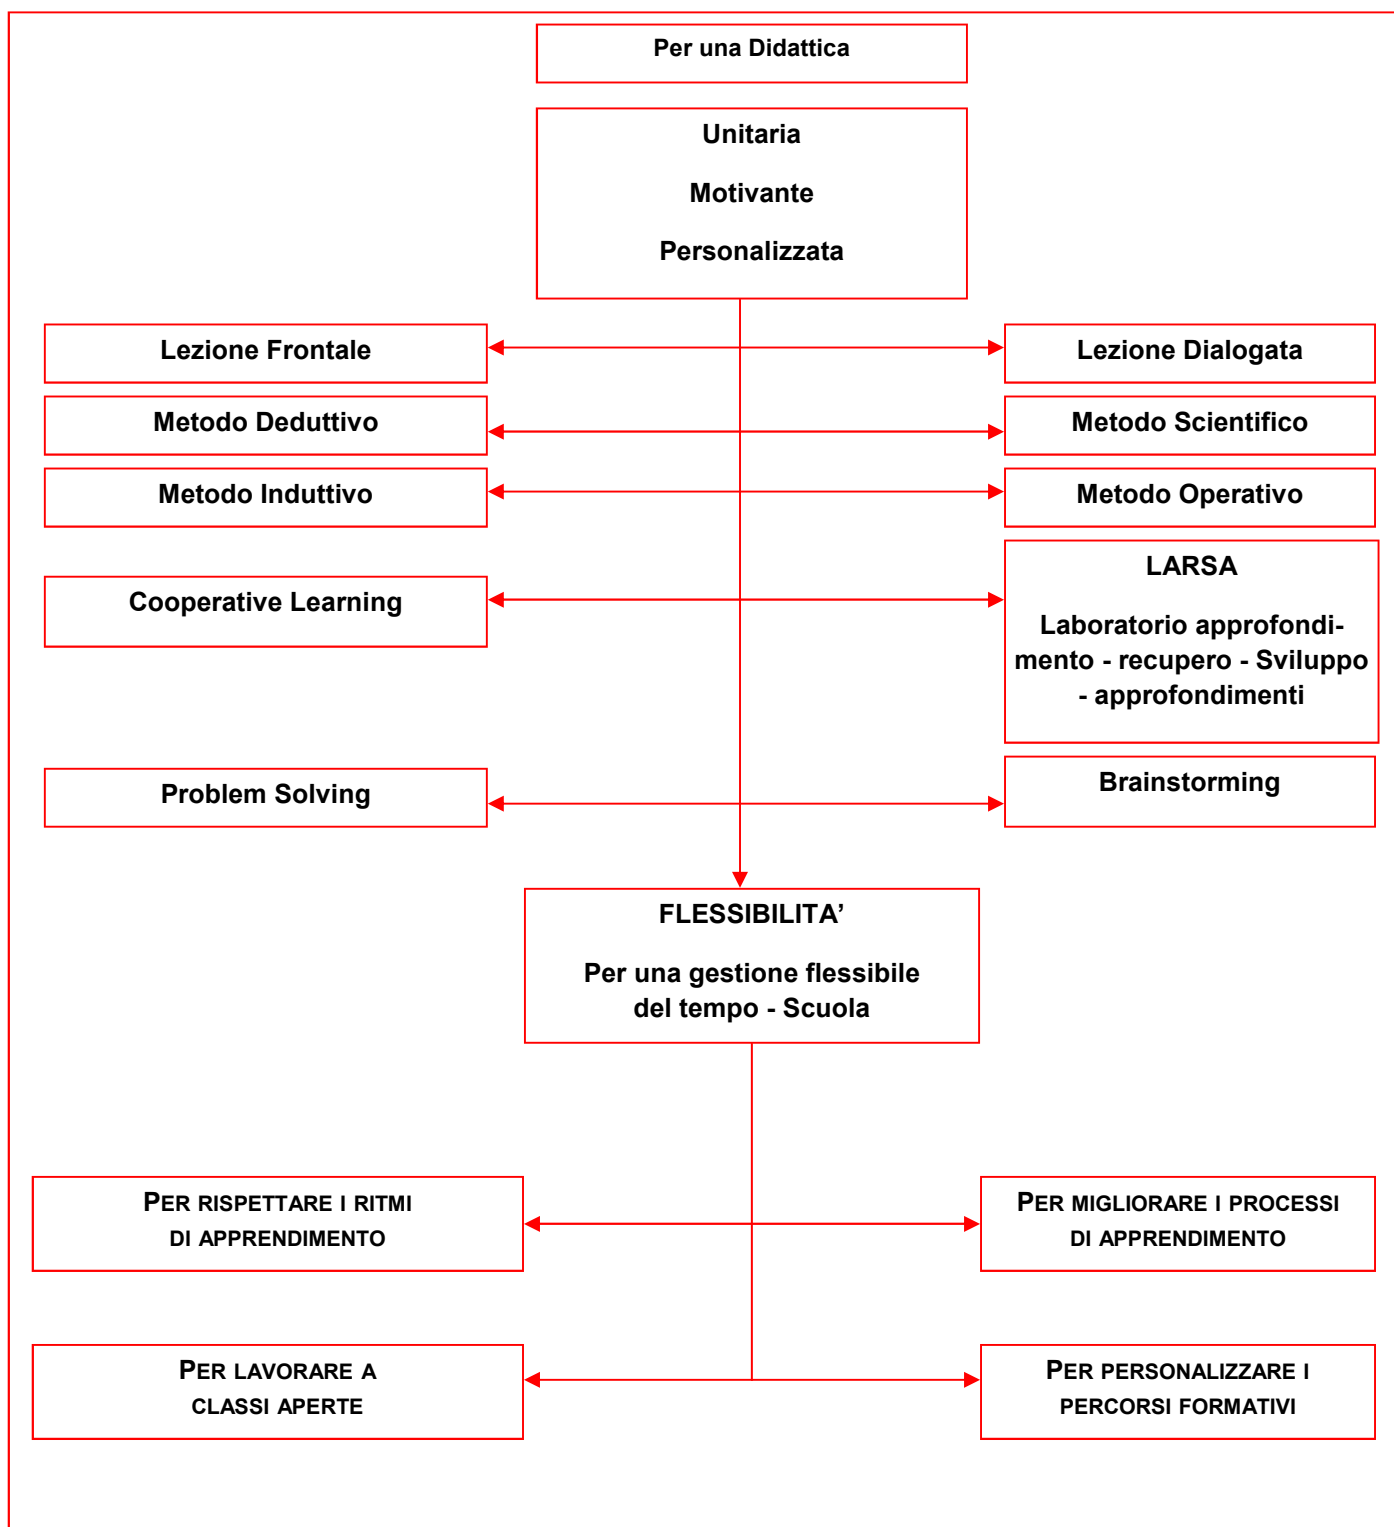 Per una Didattica
Unitaria
Motivante
Personalizzata
Lezione Frontale
Lezione Dialogata
Metodo Deduttivo
Metodo Scientifico
Metodo Induttivo
Metodo Operativo
Cooperative Learning
LARSA
Laboratorio approfondi-
mento - recupero - Sviluppo
- approfondimenti
Problem Solving
Brainstorming
FLESSIBILITA’
Per una gestione flessibile
del tempo - Scuola
PER RISPETTARE I RITMI
DI APPRENDIMENTO
PER MIGLIORARE I PROCESSI
DI APPRENDIMENTO
PER LAVORARE A
CLASSI APERTE
PER PERSONALIZZARE I
PERCORSI FORMATIVI